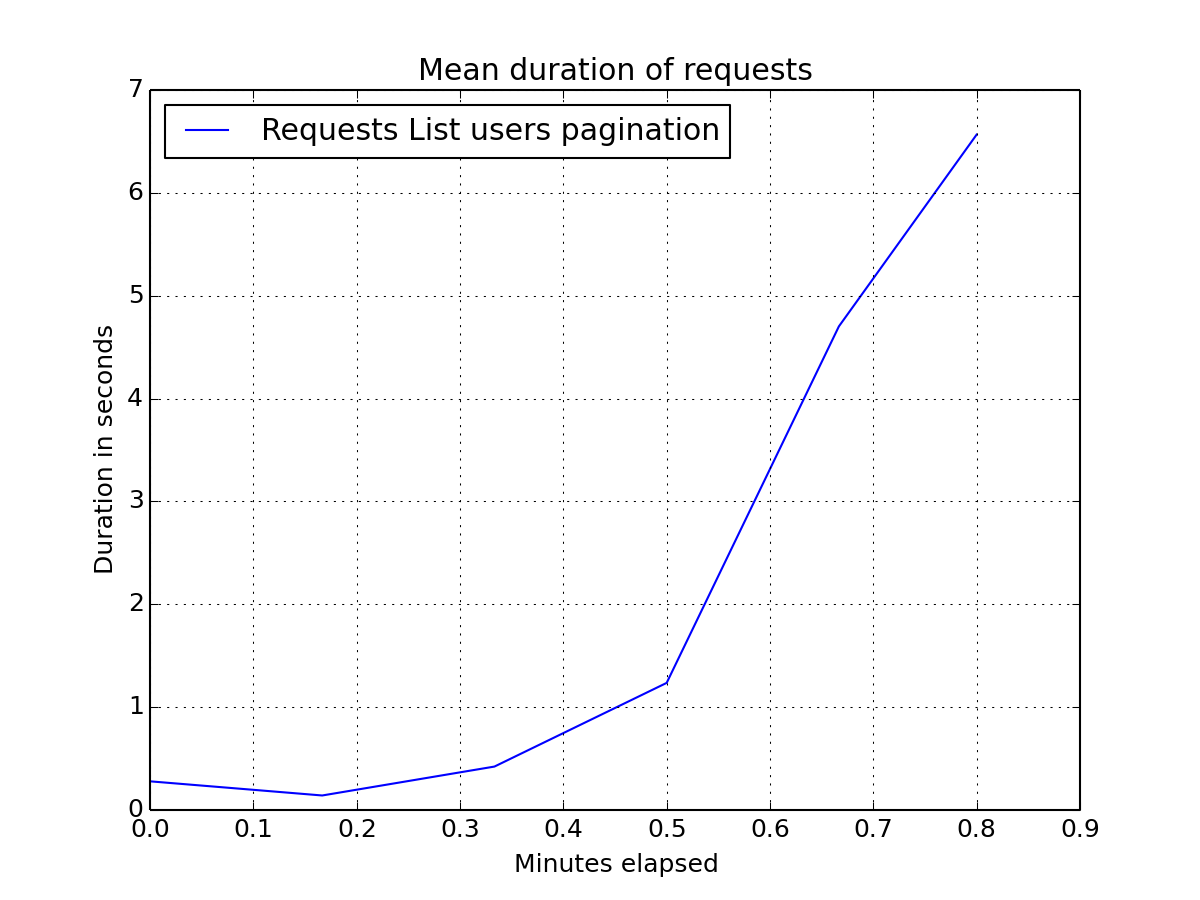 Mean duration of requests
Requests List users pagination
7
6
5
4
3
2
1
0
Duration in seconds
0.0 0.1 0.2 0.3 0.4 0.5 0.6 0.7 0.8 0.9
Minutes elapsed